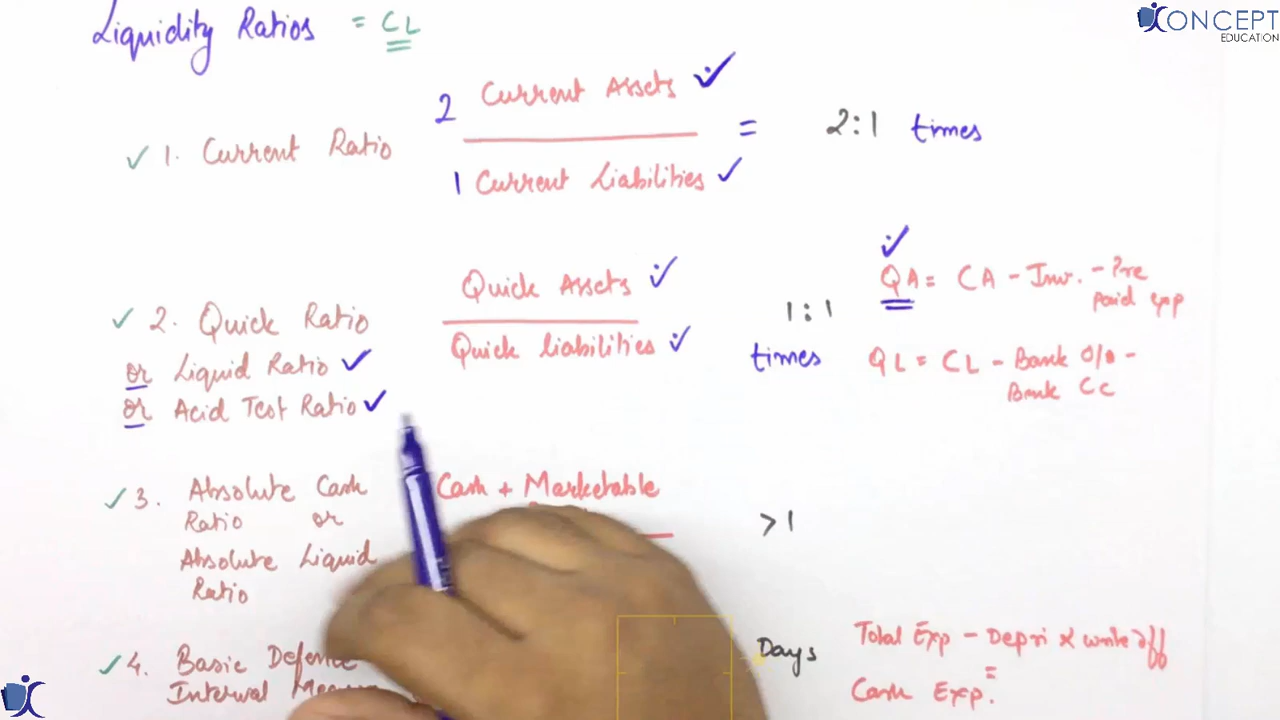 Liquidity Ratios = CL
CONCEPT
EDUCATION
✓ 1. Current Ratio
2 Current Assets ✓
1 Current Liabilities ✓
= 2:1 times
✓ 2. Quick Ratio
or Liquid Ratio ✓
or Acid Test Ratio ✓
Quick Assets ✓
Quick liabilities ✓
1:1
times
✓
QA = CA - Inv. - Pre
paid exp
QL = CL - Bank O/D -
Bank CC
✓ 3. Absolute Cash
Ratio or
Absolute Liquid
Ratio
Cash + Marketable
>1
✓ 4. Basic Defence
Interval
Days
Total Exp - Depri & write off
=
Cash Exp.